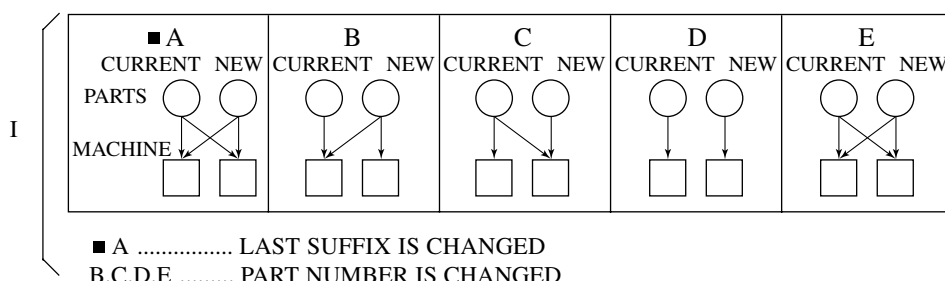 ■ A B C D E
CURRENT NEW CURRENT NEW CURRENT NEW CURRENT NEW CURRENT NEW
PARTS
I
MACHINE
■ A ................ LAST SUFFIX IS CHANGED
B.C.D.E ......... PART NUMBER IS CHANGED